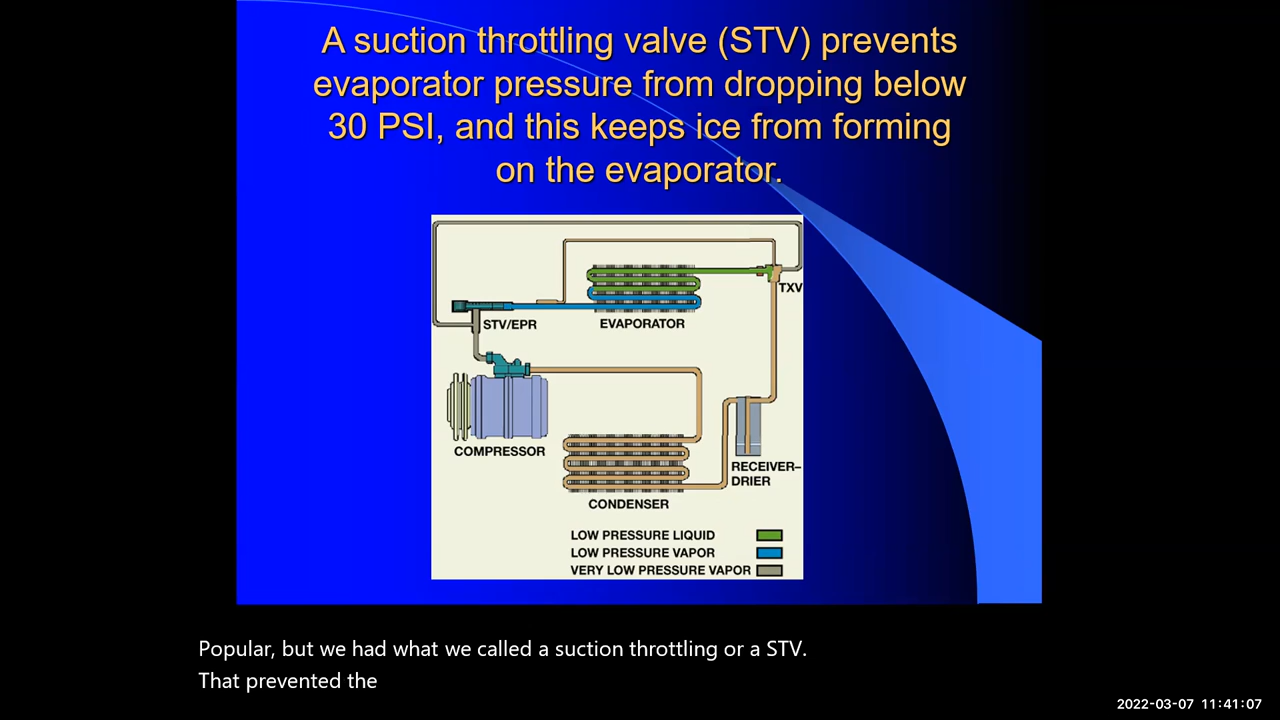 A suction throttling valve (STV) prevents
evaporator pressure from dropping below
30 PSI, and this keeps ice from forming
on the evaporator.
TXV
STV/EPR
EVAPORATOR
COMPRESSOR
RECEIVER–
DRIER
CONDENSER
LOW PRESSURE LIQUID
LOW PRESSURE VAPOR
VERY LOW PRESSURE VAPOR
Popular, but we had what we called a suction throttling or a STV.
That prevented the
2022-03-07 11:41:07